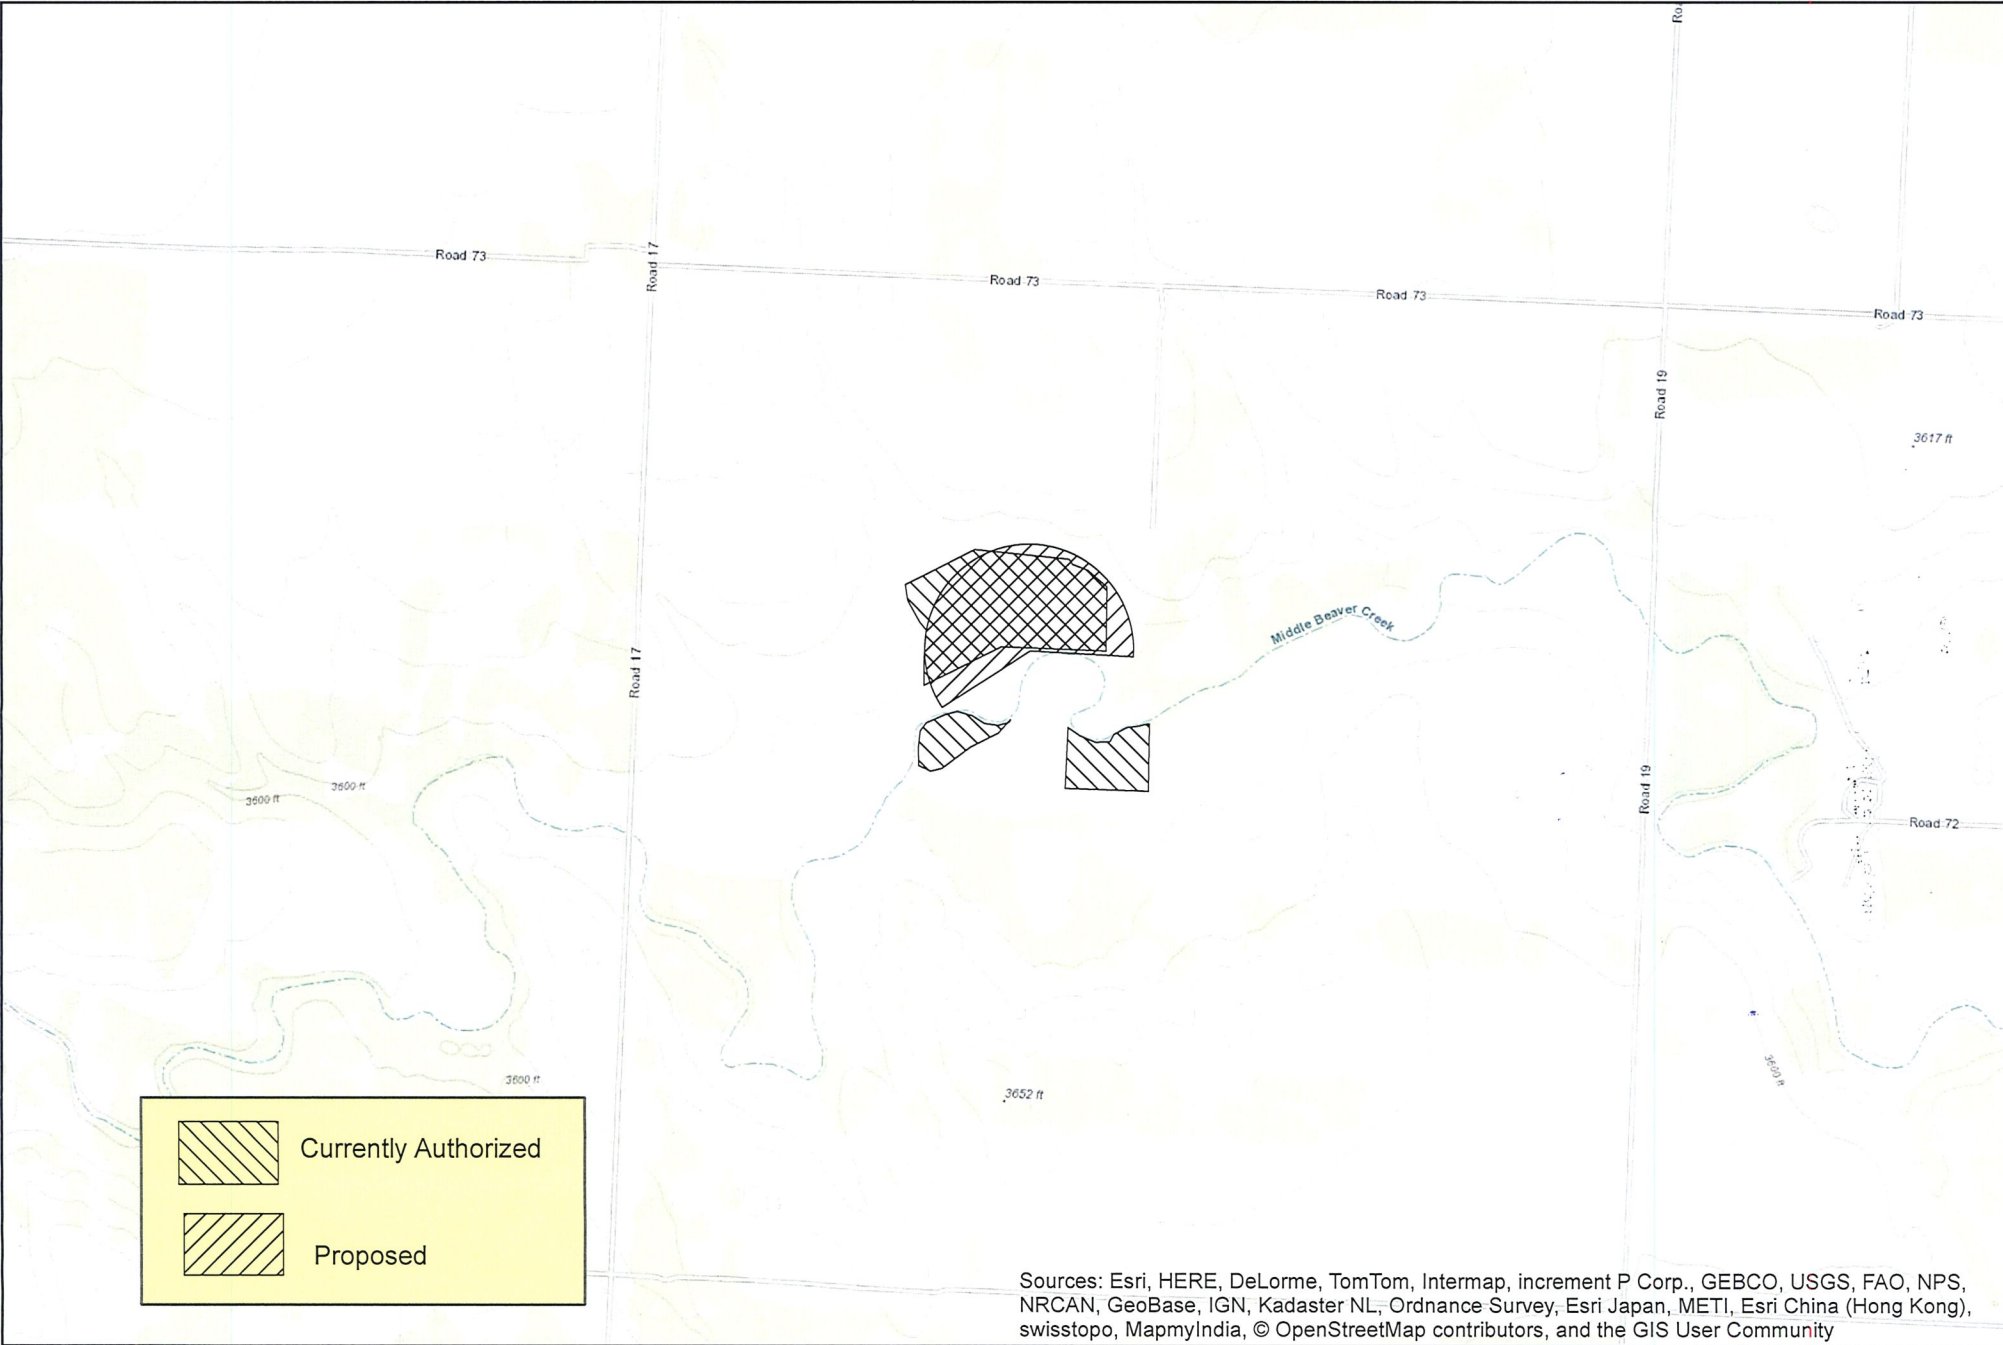 Road 73
Road 17
Road 73
Road 73
Road 73
Road 19
3617 ft
Middle Beaver Creek
Road 17
Road 19
3600 ft
3600 ft
Road 72
3600 ft
3652 ft
3600 ft
Currently Authorized
Proposed
Sources: Esri, HERE, DeLorme, TomTom, Intermap, increment P Corp., GEBCO, USGS, FAO, NPS,
NRCAN, GeoBase, IGN, Kadaster NL, Ordnance Survey, Esri Japan, METI, Esri China (Hong Kong),
swisstopo, MapmyIndia, © OpenStreetMap contributors, and the GIS User Community